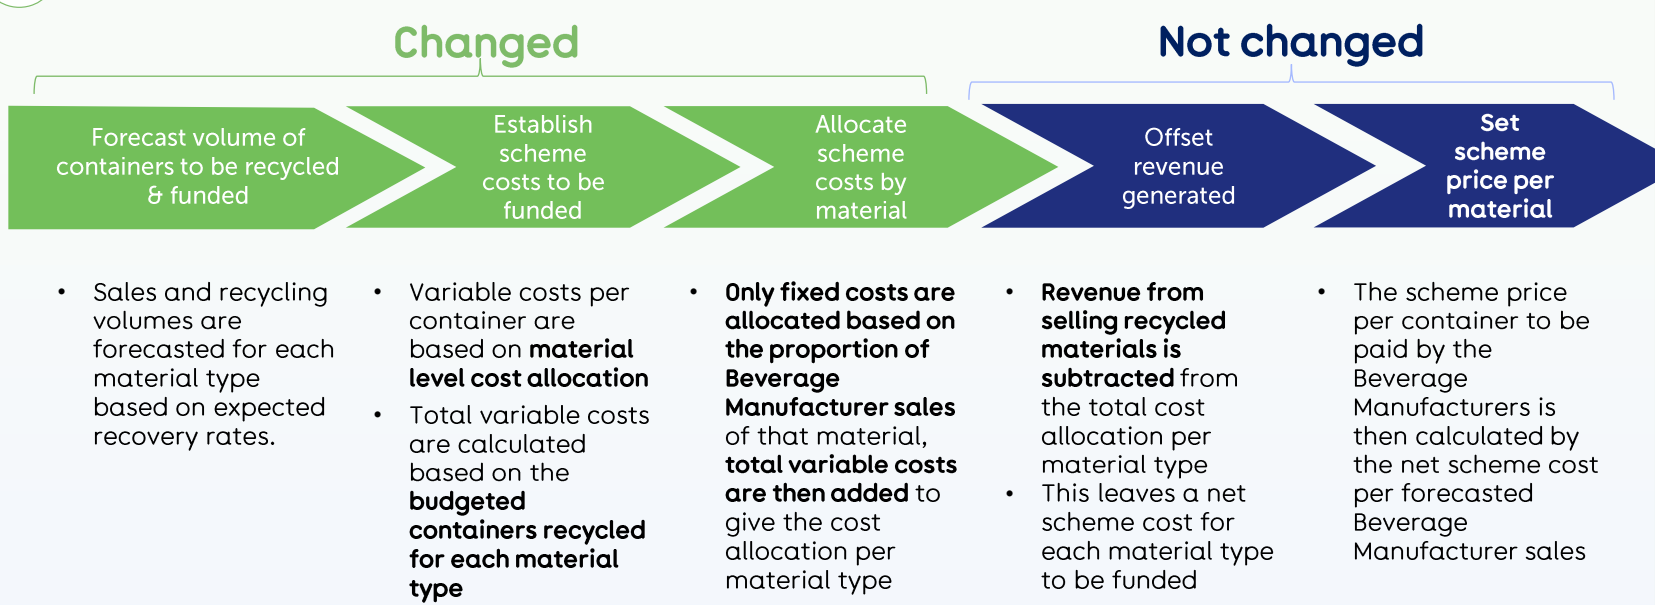 Changed
Not changed
Forecast volume of
containers to be recycled
& funded
Establish
scheme
costs to be
funded
Allocate
scheme
costs by
material
Offset
revenue
generated
Set
scheme
price per
material
• Sales and recycling
volumes are
forecasted for each
material type
based on expected
recovery rates.
• Variable costs per
container are
based on material
level cost allocation
• Total variable costs
are calculated
based on the
budgeted
containers recycled
for each material
type
• Only fixed costs are
allocated based on
the proportion of
Beverage
Manufacturer sales
of that material,
total variable costs
are then added to
give the cost
allocation per
material type
• Revenue from
selling recycled
materials is
subtracted from
the total cost
allocation per
material type
• This leaves a net
scheme cost for
each material type
to be funded
• The scheme price
per container to be
paid by the
Beverage
Manufacturers is
then calculated by
the net scheme cost
per forecasted
Beverage
Manufacturer sales